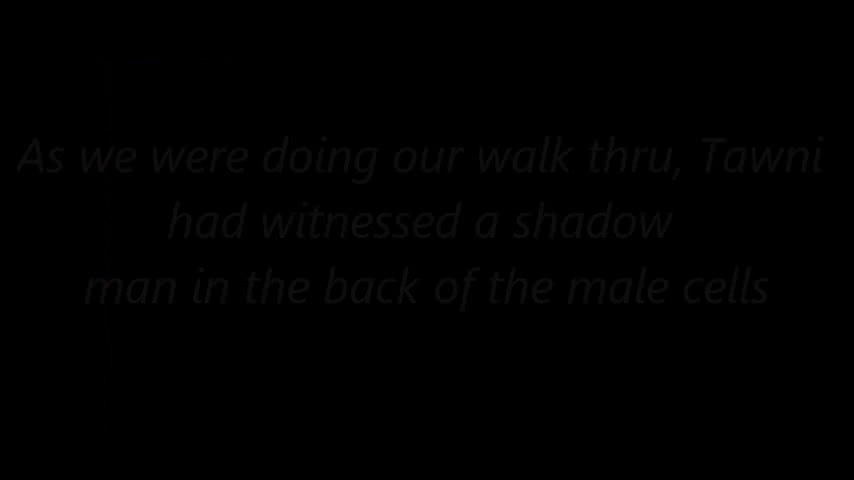 As we were doing our walk thru, Tawni
had witnessed a shadow
man in the back of the male cells